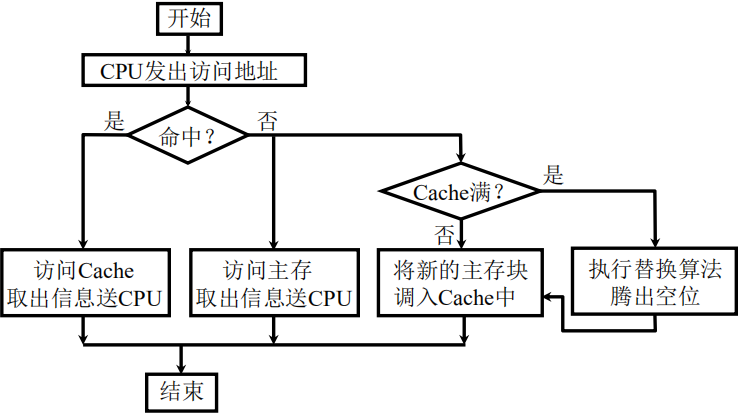 开始
CPU发出访问地址
是
命中？
否
Cache满？
是
否
访问Cache
取出信息送CPU
访问主存
取出信息送CPU
将新的主存块
调入Cache中
执行替换算法
腾出空位
结束